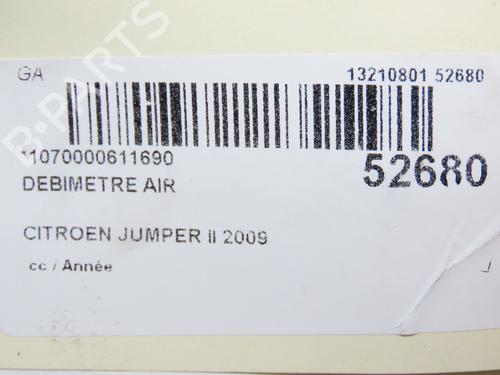 GA 13210801 52680
1070000611690 52680
DEBIMETRE AIR
CITROEN JUMPER II 2009
cc / Année
B-PARTS